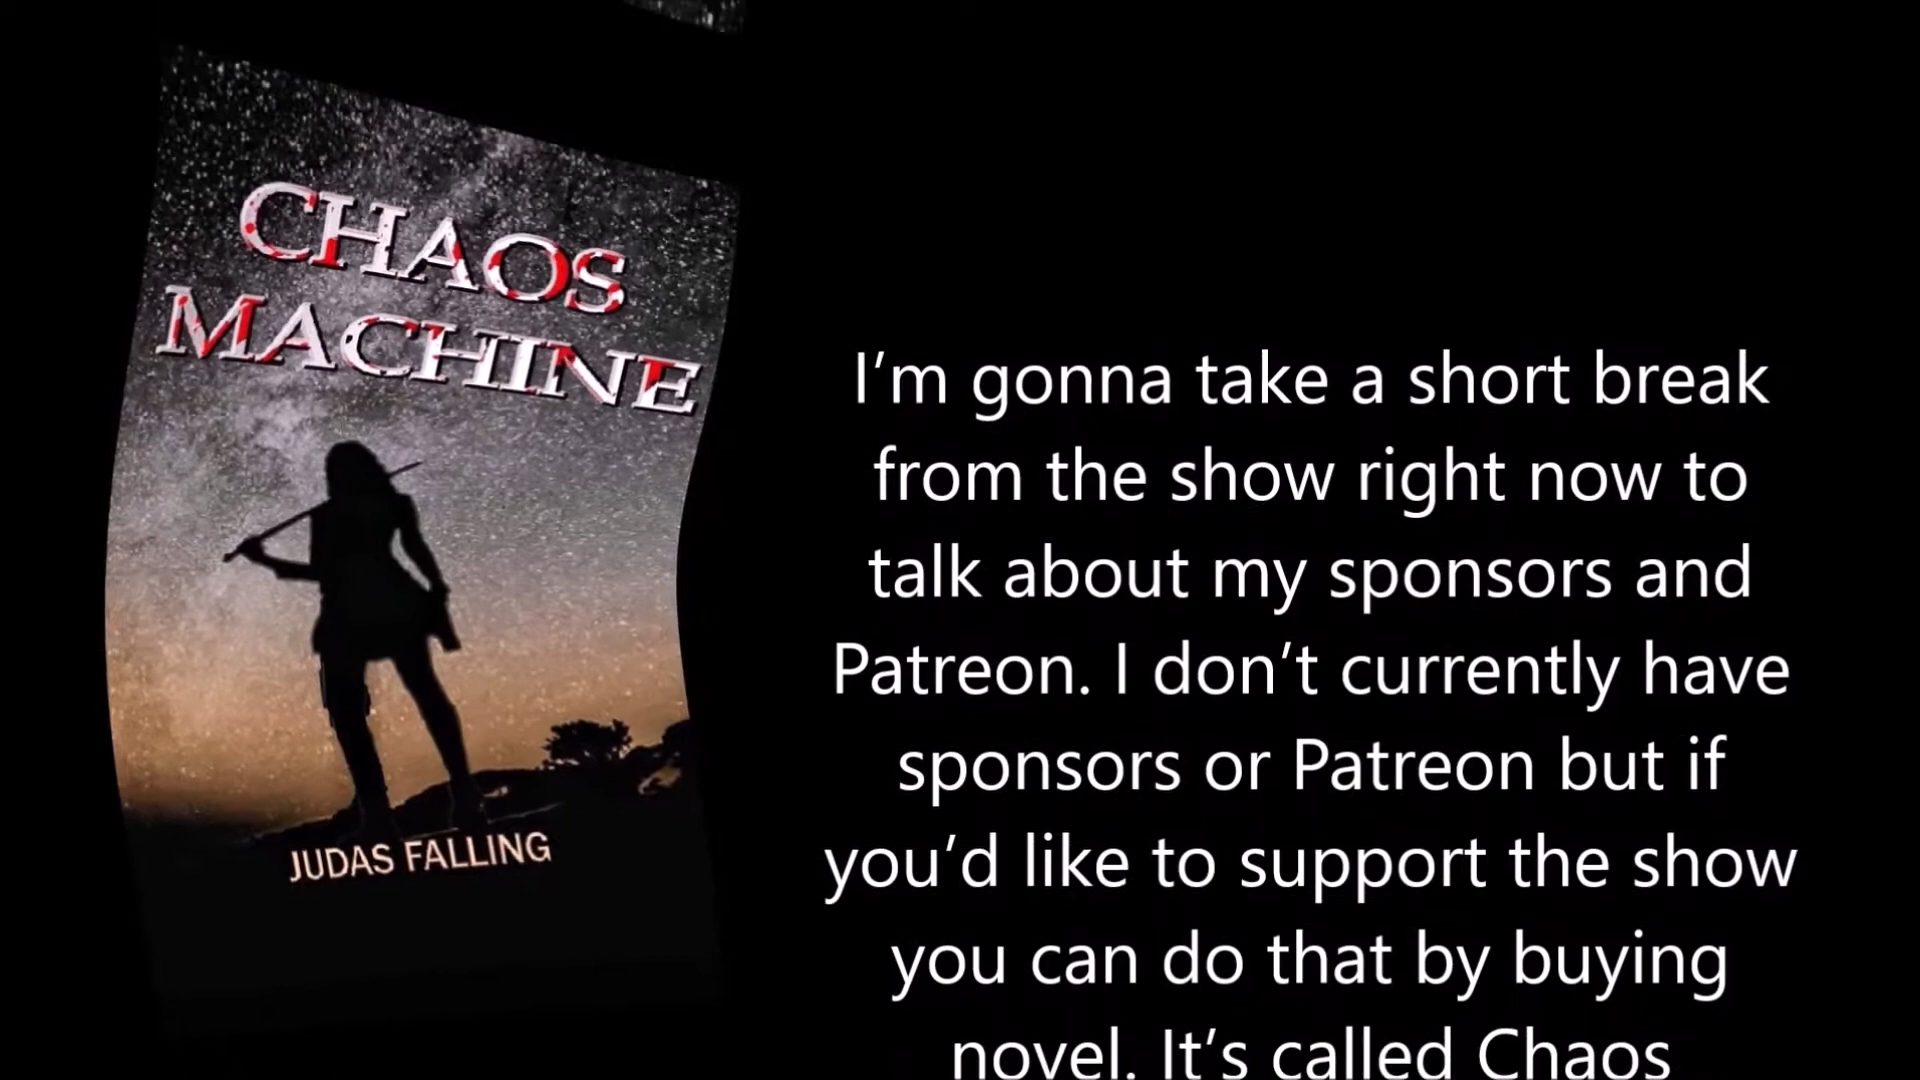 CHAOS
MACHINE
JUDAS FALLING
I’m gonna take a short break
from the show right now to
talk about my sponsors and
Patreon. I don’t currently have
sponsors or Patreon but if
you’d like to support the show
you can do that by buying
novel. It’s called Chaos